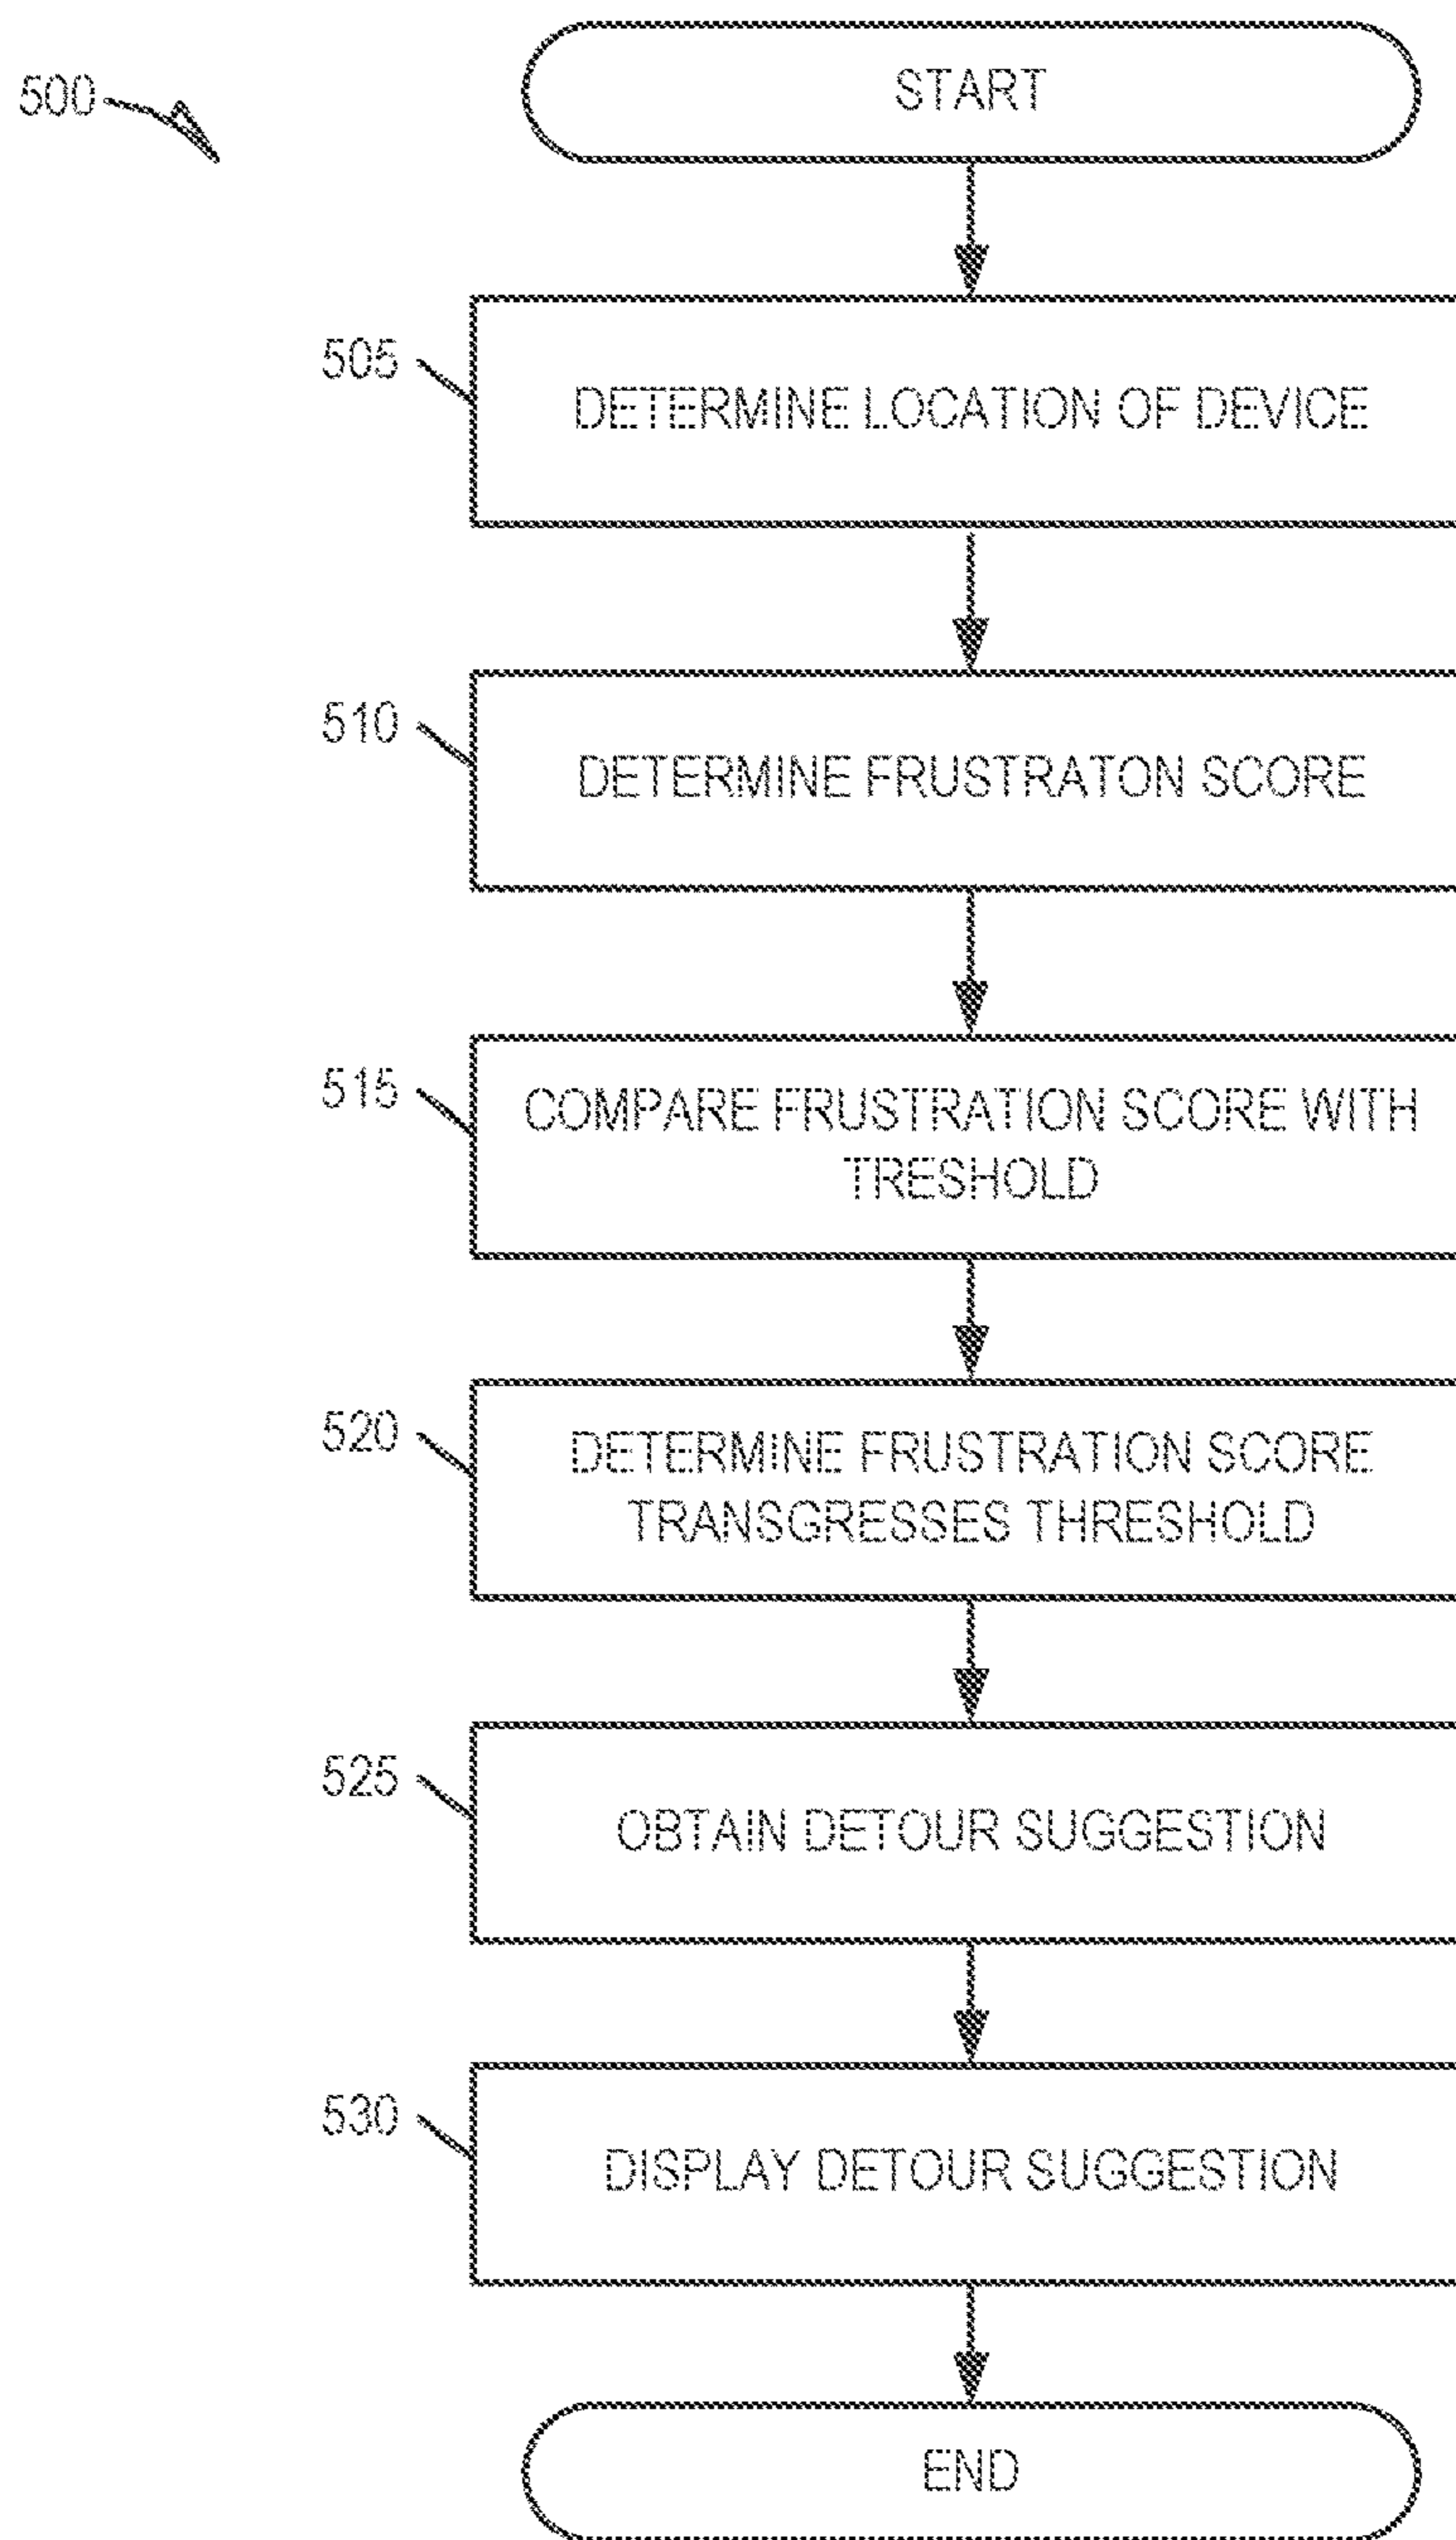 500
START
505
DETERMINE LOCATION OF DEVICE
510
DETERMINE FRUSTRATON SCORE
515
COMPARE FRUSTRATION SCORE WITH
TRESHOLD
520
DETERMINE FRUSTRATION SCORE
TRANSGRESSES THRESHOLD
525
OBTAIN DETOUR SUGGESTION
530
DISPLAY DETOUR SUGGESTION
END